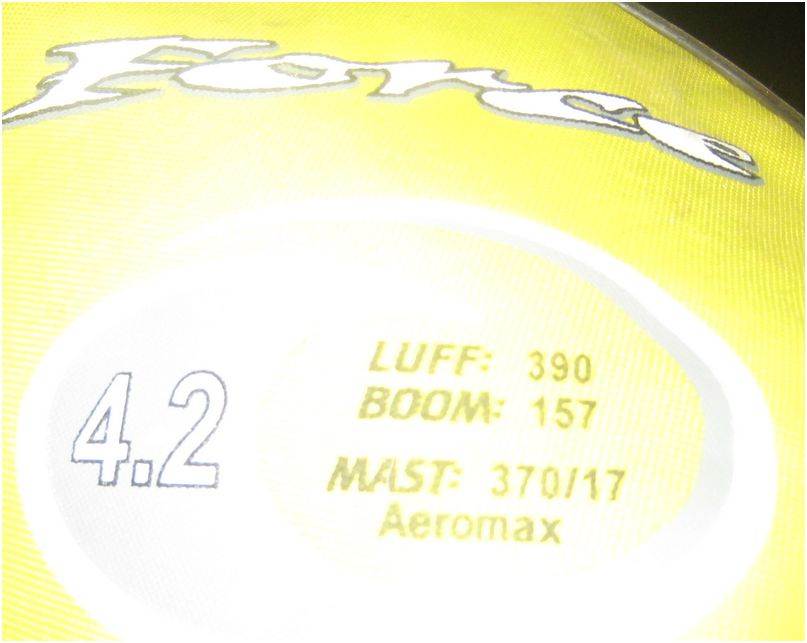 Force
4.2
LUFF: 390
BOOM: 157
MAST: 370/17
Aeromax